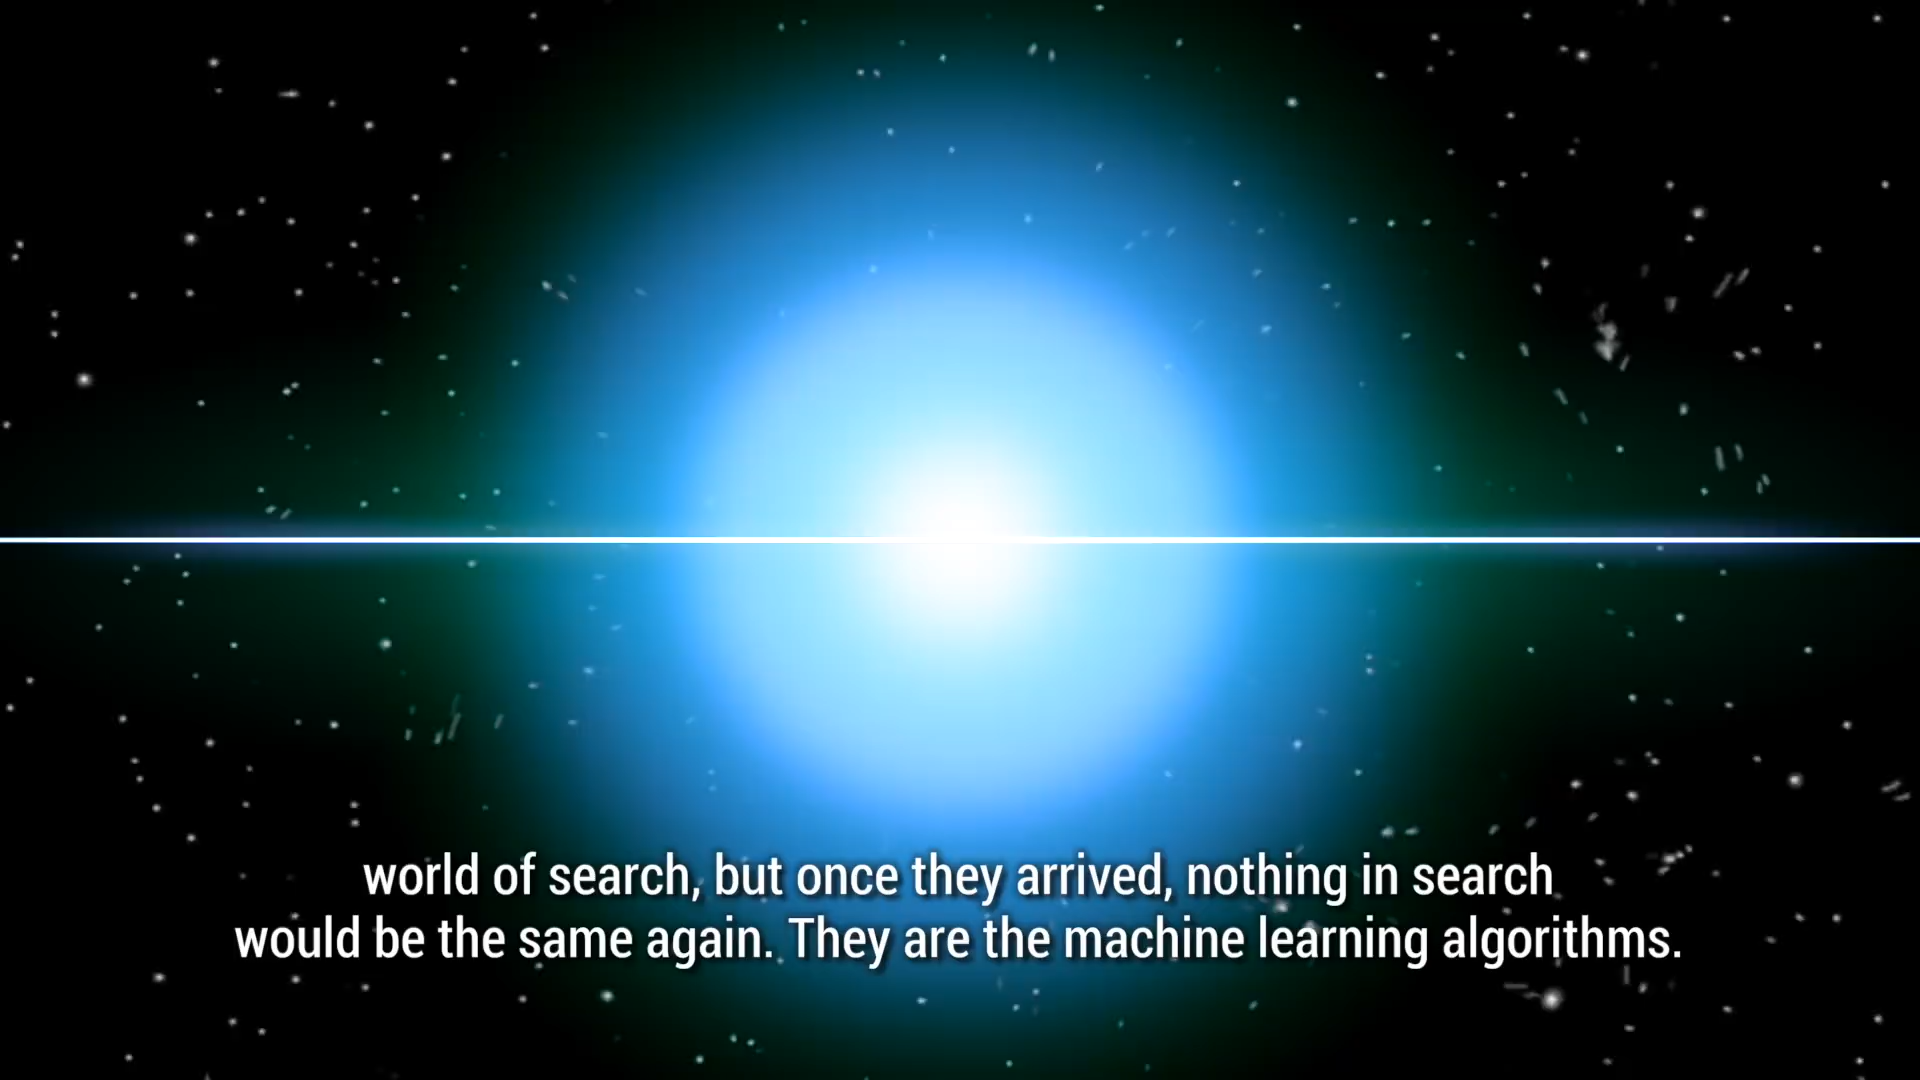 world of search, but once they arrived, nothing in search
would be the same again. They are the machine learning algorithms.